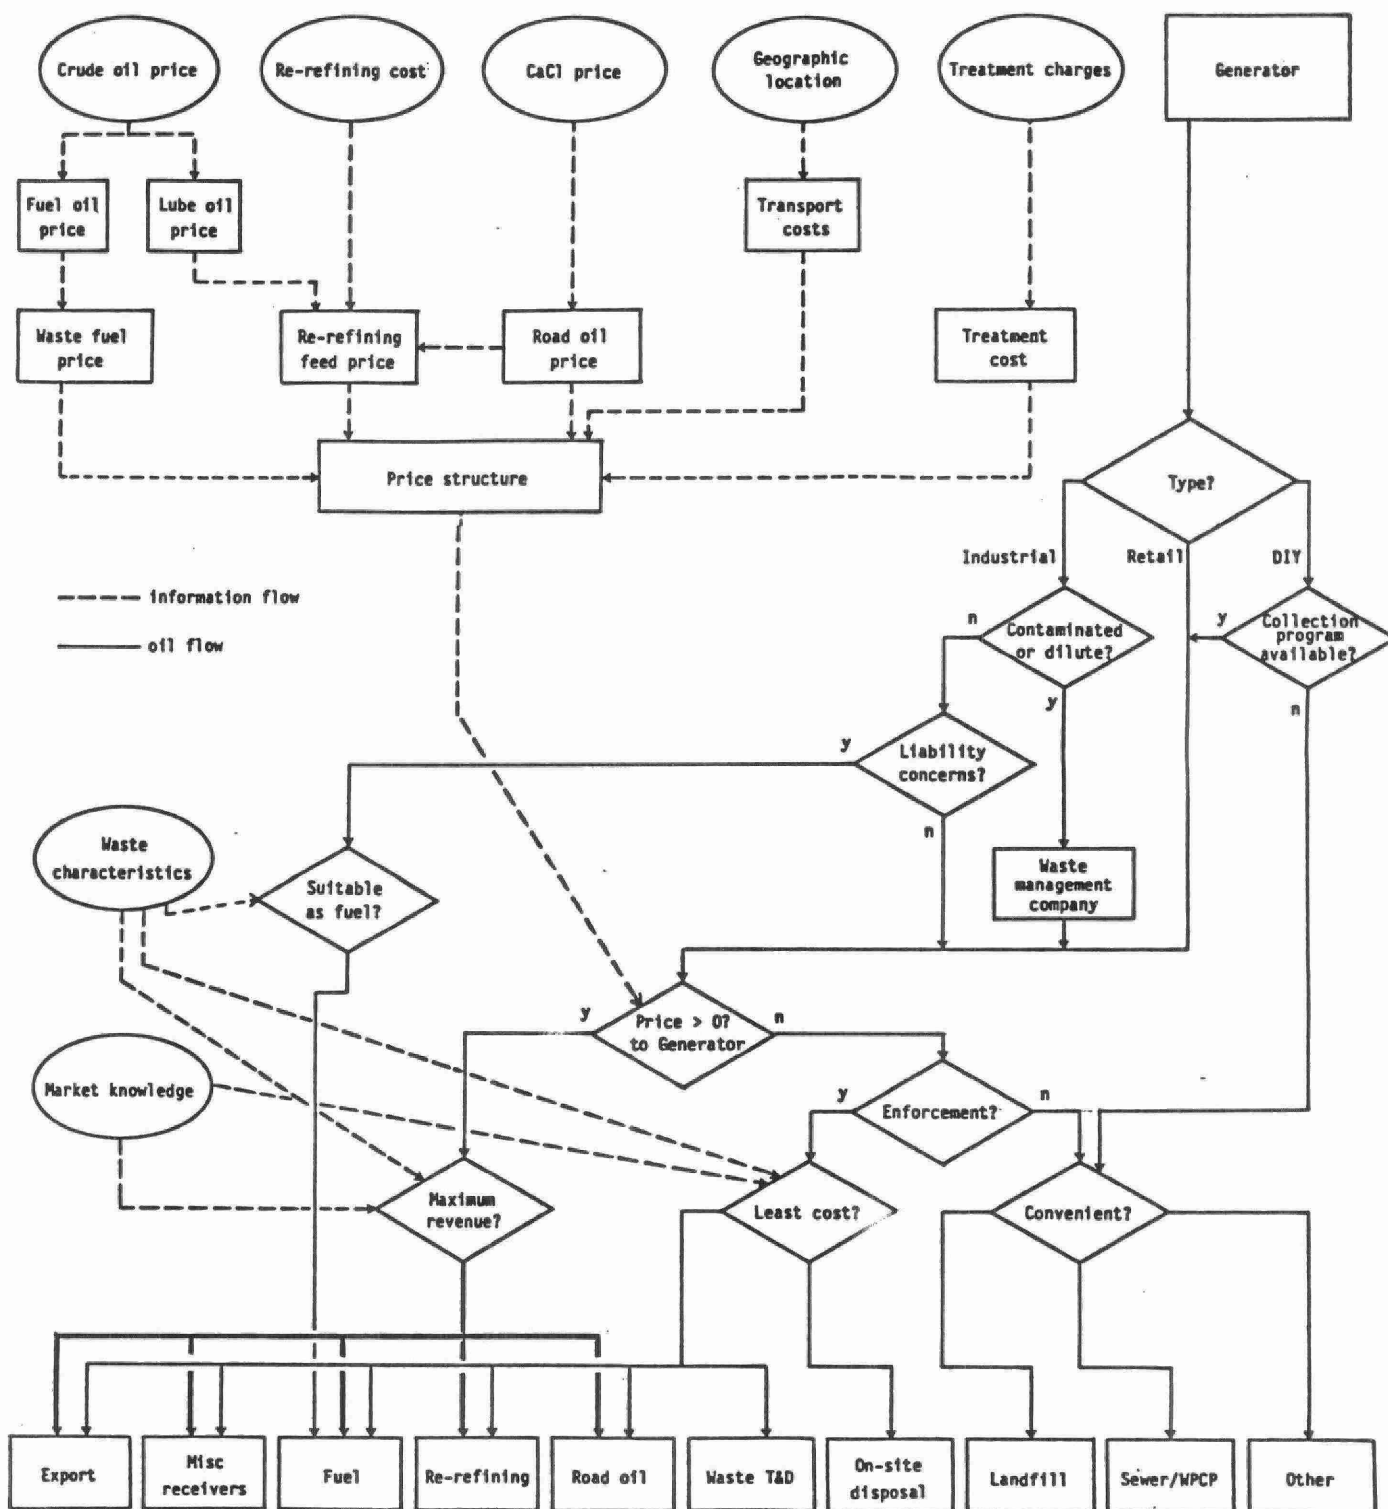 Crude oil price
Re-refining cost
CaCl price
Geographic
location
Treatment charges
Generator
Fuel oil
price
Lube oil
price
Transport
costs
Waste fuel
price
Re-refining
feed price
Road oil
price
Treatment
cost
Price structure
Type?
Industrial
Retail
DIY
information flow
oil flow
n
Contaminated
or dilute?
y
y
Collection
program
available?
n
y
Liability
concerns?
n
Waste
characteristics
Suitable
as fuel?
Waste
management
company
y
Price > 0?
to Generator
n
Market knowledge
y
Enforcement?
n
Maximum
revenue?
Least cost?
Convenient?
Export
Misc
receivers
Fuel
Re-refining
Road oil
Waste T&D
On-site
disposal
Landfill
Sewer/WPCP
Other